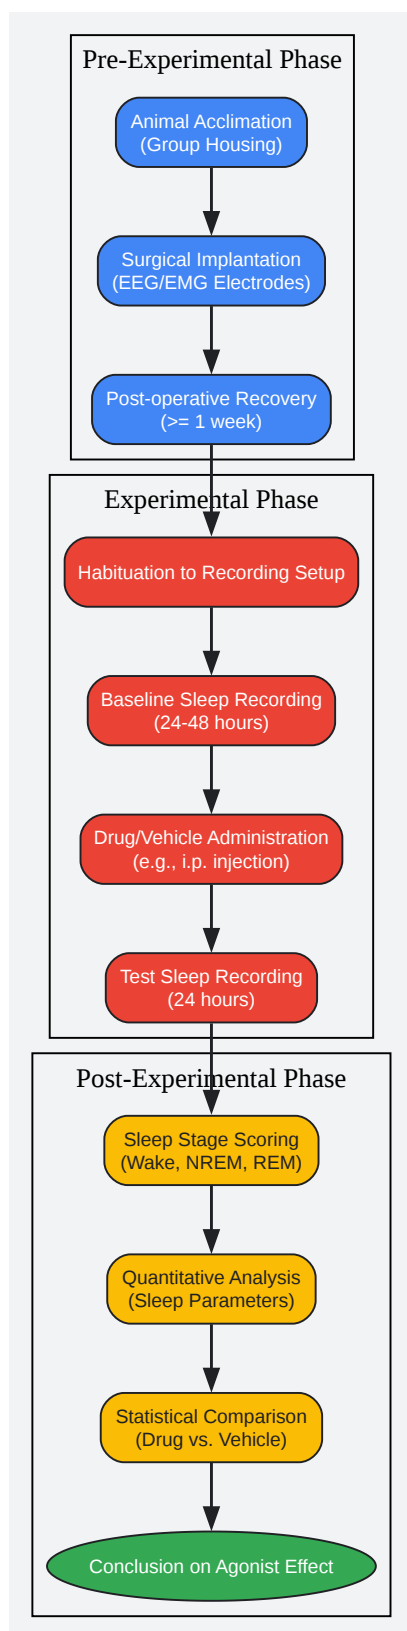 Pre-Experimental Phase
Animal Acclimation
(Group Housing)
Surgical Implantation
(EEG/EMG Electrodes)
Post-operative Recovery
(>= 1 week)
Experimental Phase
Habituation to Recording Setup
Baseline Sleep Recording
(24-48 hours)
Drug/Vehicle Administration
(e.g., i.p. injection)
Test Sleep Recording
(24 hours)
Post-Experimental Phase
Sleep Stage Scoring
(Wake, NREM, REM)
Quantitative Analysis
(Sleep Parameters)
Statistical Comparison
(Drug vs. Vehicle)
Conclusion on Agonist Effect